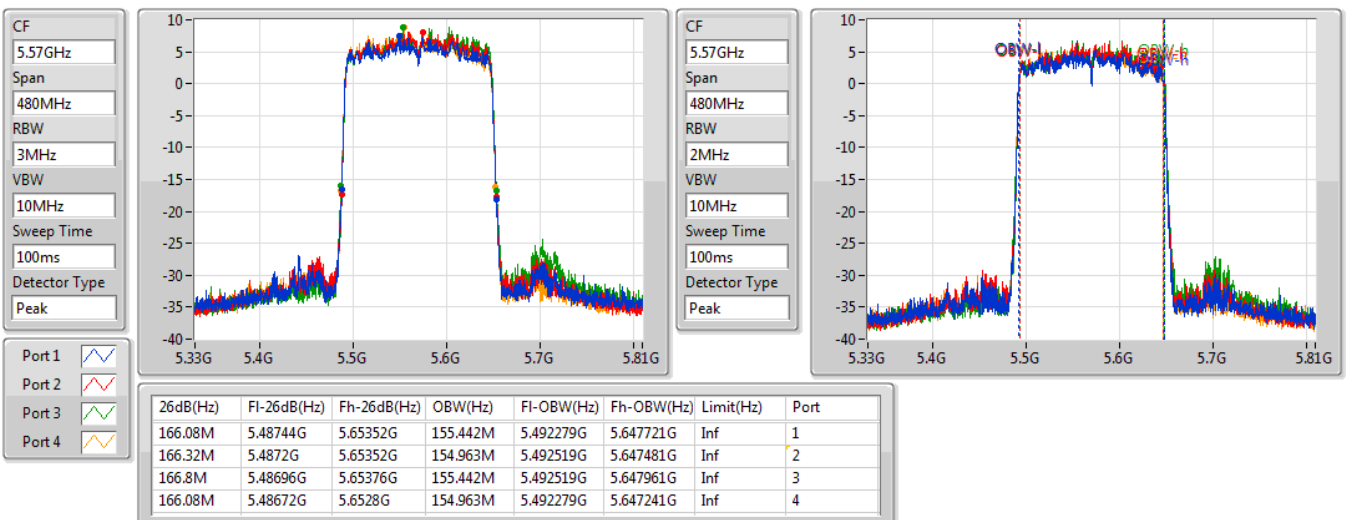 CF
5.57GHz
Span
480MHz
RBW
3MHz
VBW
10MHz
Sweep Time
100ms
Detector Type
Peak
10
5
0
-5
-10
-15
-20
-25
-30
-35
-40
5.33G 5.4G 5.5G 5.6G 5.7G 5.81G
CF
5.57GHz
Span
480MHz
RBW
2MHz
VBW
10MHz
Sweep Time
100ms
Detector Type
Peak
10
5
0
-5
-10
-15
-20
-25
-30
-35
-40
OBW-l OBW-h
5.33G 5.4G 5.5G 5.6G 5.7G 5.81G
Port 1
Port 2
Port 3
Port 4
26dB(Hz) Fl-26dB(Hz) Fh-26dB(Hz) OBW(Hz) Fl-OBW(Hz) Fh-OBW(Hz) Limit(Hz) Port
166.08M 5.48744G 5.65352G 155.442M 5.492279G 5.647721G Inf 1
166.32M 5.4872G 5.65352G 154.963M 5.492519G 5.647481G Inf 2
166.8M 5.48696G 5.65376G 155.442M 5.492519G 5.647961G Inf 3
166.08M 5.48672G 5.6528G 154.963M 5.492279G 5.647241G Inf 4